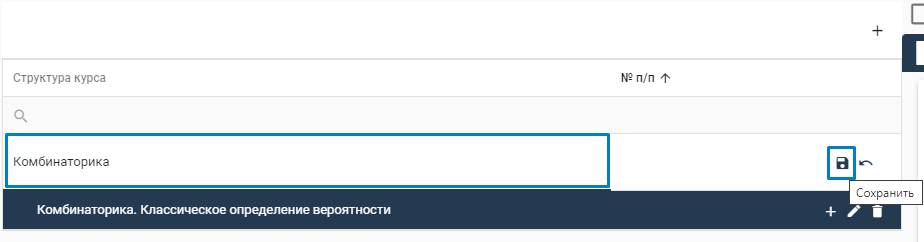 Структура курса № п/п
Комбинаторика
Сохранить
Комбинаторика. Классическое определение вероятности